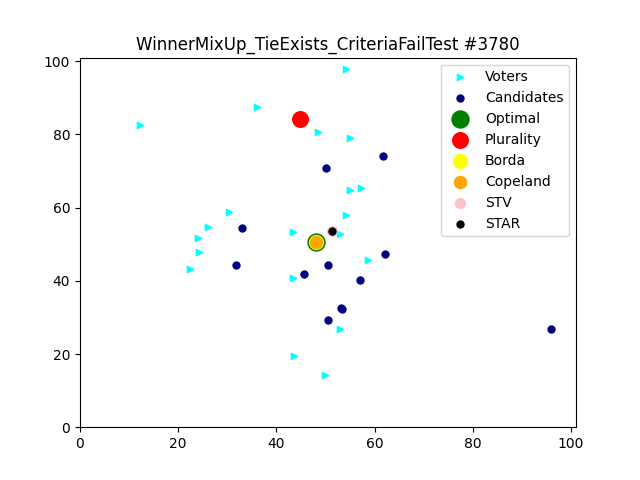 WinnerMixUp_TieExists_CriteriaFailTest #3780
100
80
60
40
20
0
0 20 40 60 80 100
Voters
Candidates
Optimal
Plurality
Borda
Copeland
STV
STAR